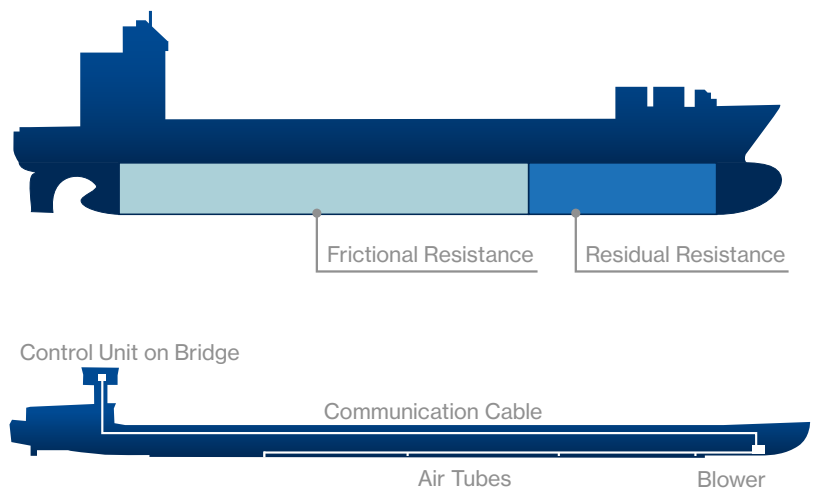 Frictional Resistance
Residual Resistance
Control Unit on Bridge
Communication Cable
Air Tubes
Blower